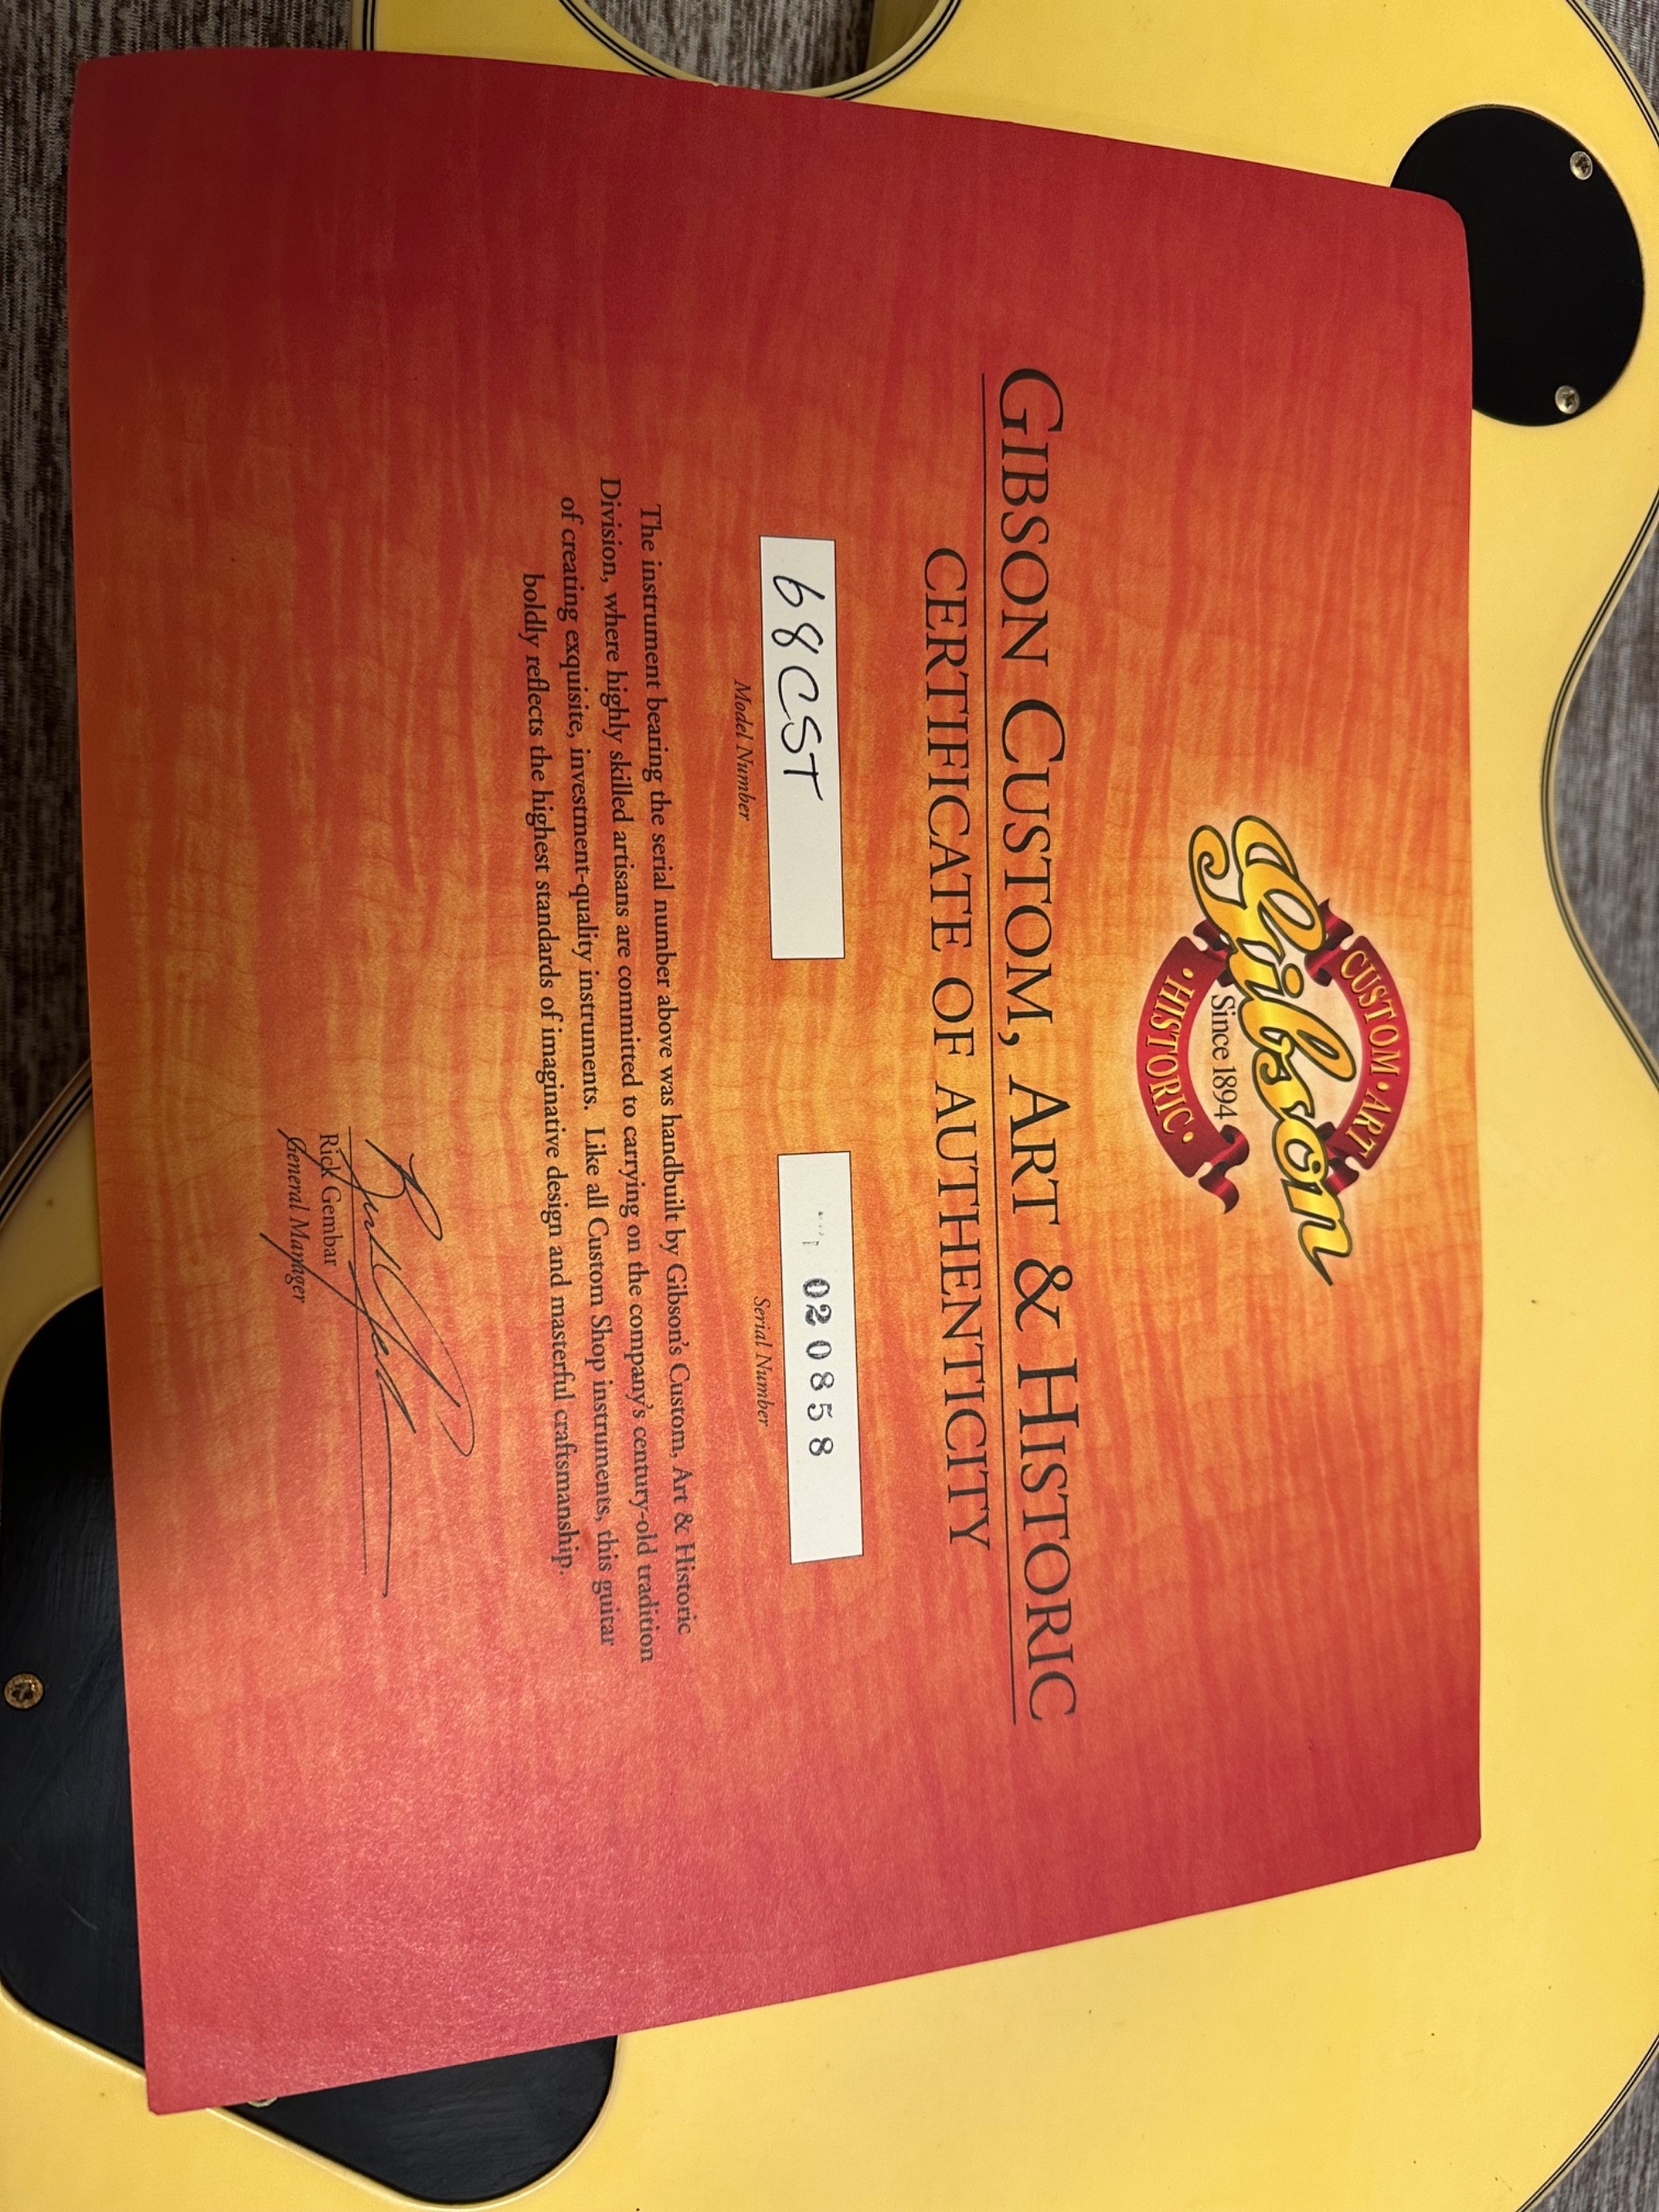 CUSTOM • ART
Gibson
Since 1894
• HISTORIC •
GIBSON CUSTOM, ART & HISTORIC
CERTIFICATE OF AUTHENTICITY
68CST
020858
Model Number
Serial Number
The instrument bearing the serial number above was handbuilt by Gibson's Custom, Art & Historic
Division, where highly skilled artisans are committed to carrying on the company's century-old tradition
of creating exquisite, investment-quality instruments. Like all Custom Shop instruments, this guitar
boldly reflects the highest standards of imaginative design and masterful craftsmanship.
Rick Gembar
General Manager